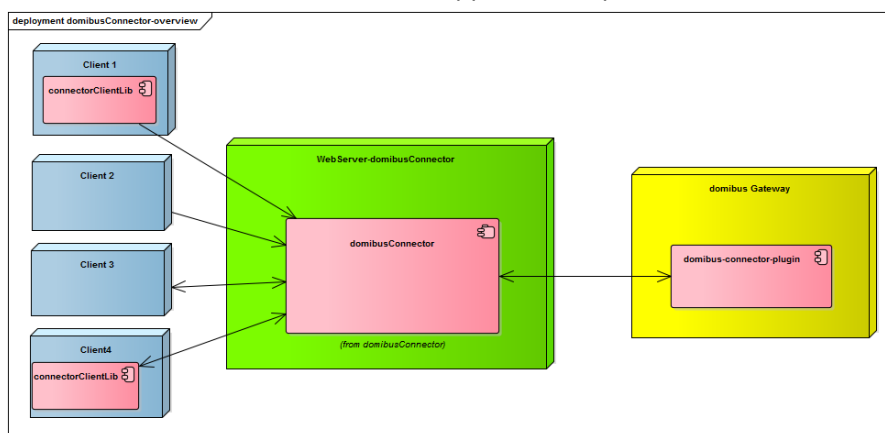 deployment domibusConnector-overview
Client 1
connectorClientLib
Client 2
Client 3
Client4
connectorClientLib
WebServer-domibusConnector
domibusConnector
(from domibusConnector)
domibus Gateway
domibus-connector-plugin